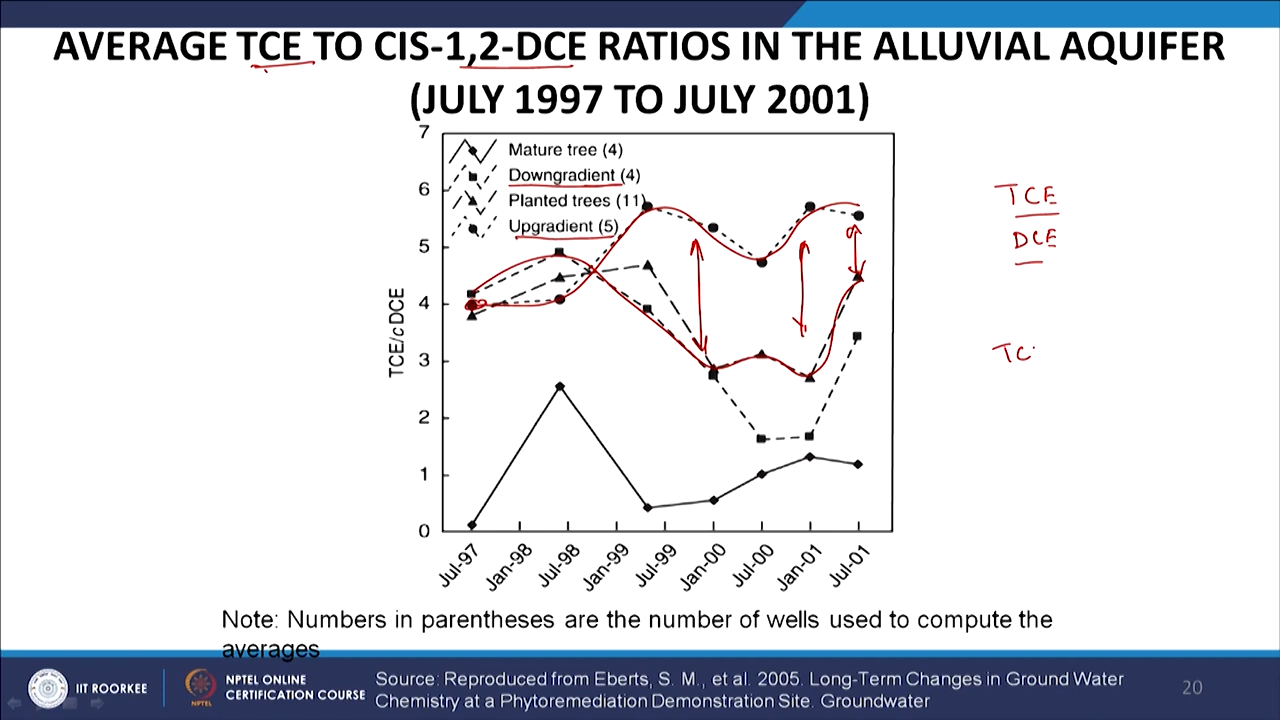 AVERAGE TCE TO CIS-1,2-DCE RATIOS IN THE ALLUVIAL AQUIFER
(JULY 1997 TO JULY 2001)
7
6
5
4
3
2
1
0
TCE/cDCE
Mature tree (4)
Downgradient (4)
Planted trees (11)
Upgradient (5)
Jul-97
Jan-98
Jul-98
Jan-99
Jul-99
Jan-00
Jul-00
Jan-01
Jul-01
TCE
DCE
TC
Note: Numbers in parentheses are the number of wells used to compute the
averages
IIT ROORKEE
NPTEL
NPTEL ONLINE
CERTIFICATION COURSE
Source: Reproduced from Eberts, S. M., et al. 2005. Long-Term Changes in Ground Water
Chemistry at a Phytoremediation Demonstration Site. Groundwater
20